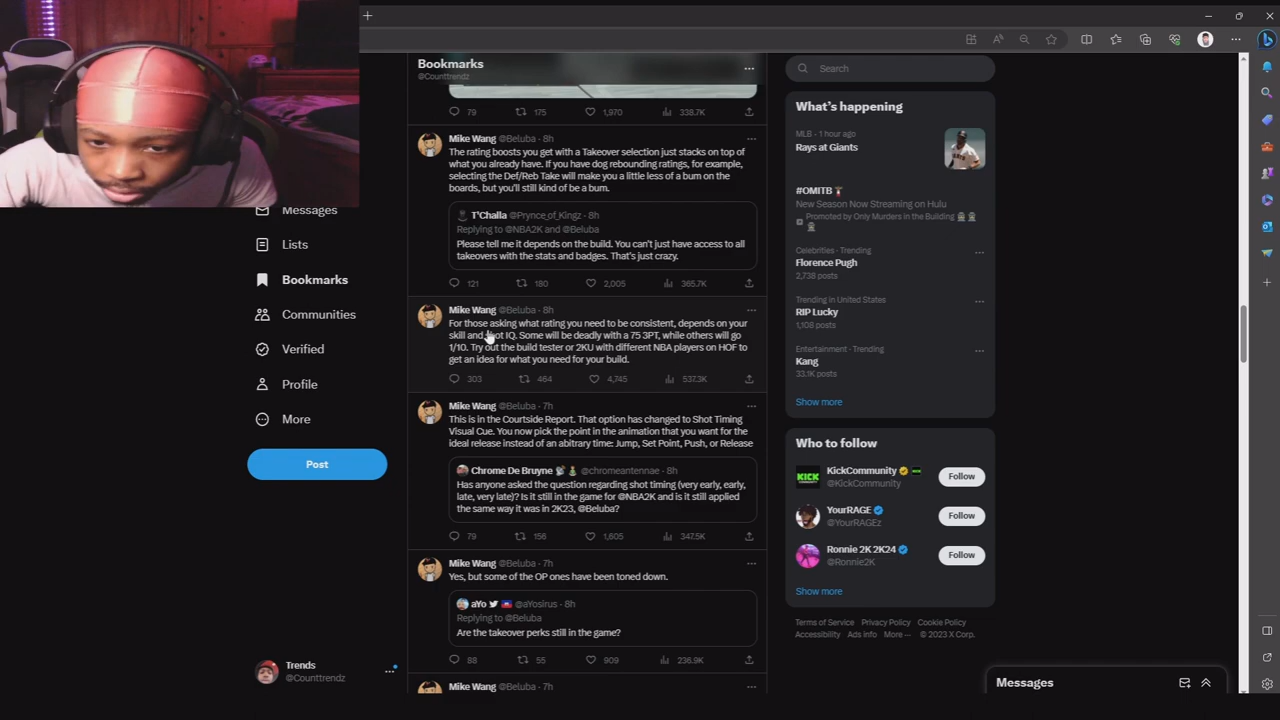 Bookmarks
@Counttrendz
79
175
1,970
338.7K
Mike Wang @Beluba · 8h
The rating boosts you get with a Takeover selection just stacks on top of
what you already have. If you have dog rebounding ratings, for example,
selecting the Def/Reb Take will make you a little less of a bum on the
boards, but you'll still kind of be a bum.
T'Challa @Prynce_of_Kingz · 8h
Replying to @NBA2K and @Beluba
Please tell me it depends on the build. You can't just have access to all
takeovers with the stats and badges. That's just crazy.
121
180
2,005
365.7K
Mike Wang @Beluba · 8h
For those asking what rating you need to be consistent, depends on your
skill and shot IQ. Some will be deadly with a 75 3PT, while others will go
1/10. Try out the build tester or 2KU with different NBA players on HOF to
get an idea for what you need for your build.
303
464
4,745
537.3K
Mike Wang @Beluba · 7h
This is in the Courtside Report. That option has changed to Shot Timing
Visual Cue. You now pick the point in the animation that you want for the
ideal release instead of an abitrary time: Jump, Set Point, Push, or Release
Chrome De Bruyne @chromeantennae · 8h
Has anyone asked the question regarding shot timing (very early, early,
late, very late)? Is it still in the game for @NBA2K and is it still applied
the same way it was in 2K23, @Beluba?
79
156
1,605
347.5K
Mike Wang @Beluba · 7h
Yes, but some of the OP ones have been toned down.
aYo @aYosirus · 8h
Replying to @Beluba
Are the takeover perks still in the game?
88
55
909
236.9K
Mike Wang @Beluba · 7h
Messages
Lists
Bookmarks
Communities
Verified
Profile
More
Post
Trends
@Counttrendz
Search
What's happening
MLB · 1 hour ago
Rays at Giants
#OMITB
New Season Now Streaming on Hulu
Promoted by Only Murders in the Building
Celebrities · Trending
Florence Pugh
2,738 posts
Trending in United States
RIP Lucky
1,108 posts
Entertainment · Trending
Kang
33.1K posts
Show more
Who to follow
KickCommunity
@KickCommunity
Follow
YourRAGE
@YourRAGEz
Follow
Ronnie 2K 2K24
@Ronnie2K
Follow
Show more
Terms of Service Privacy Policy Cookie Policy
Accessibility Ads info More ··· © 2023 X Corp.
Messages